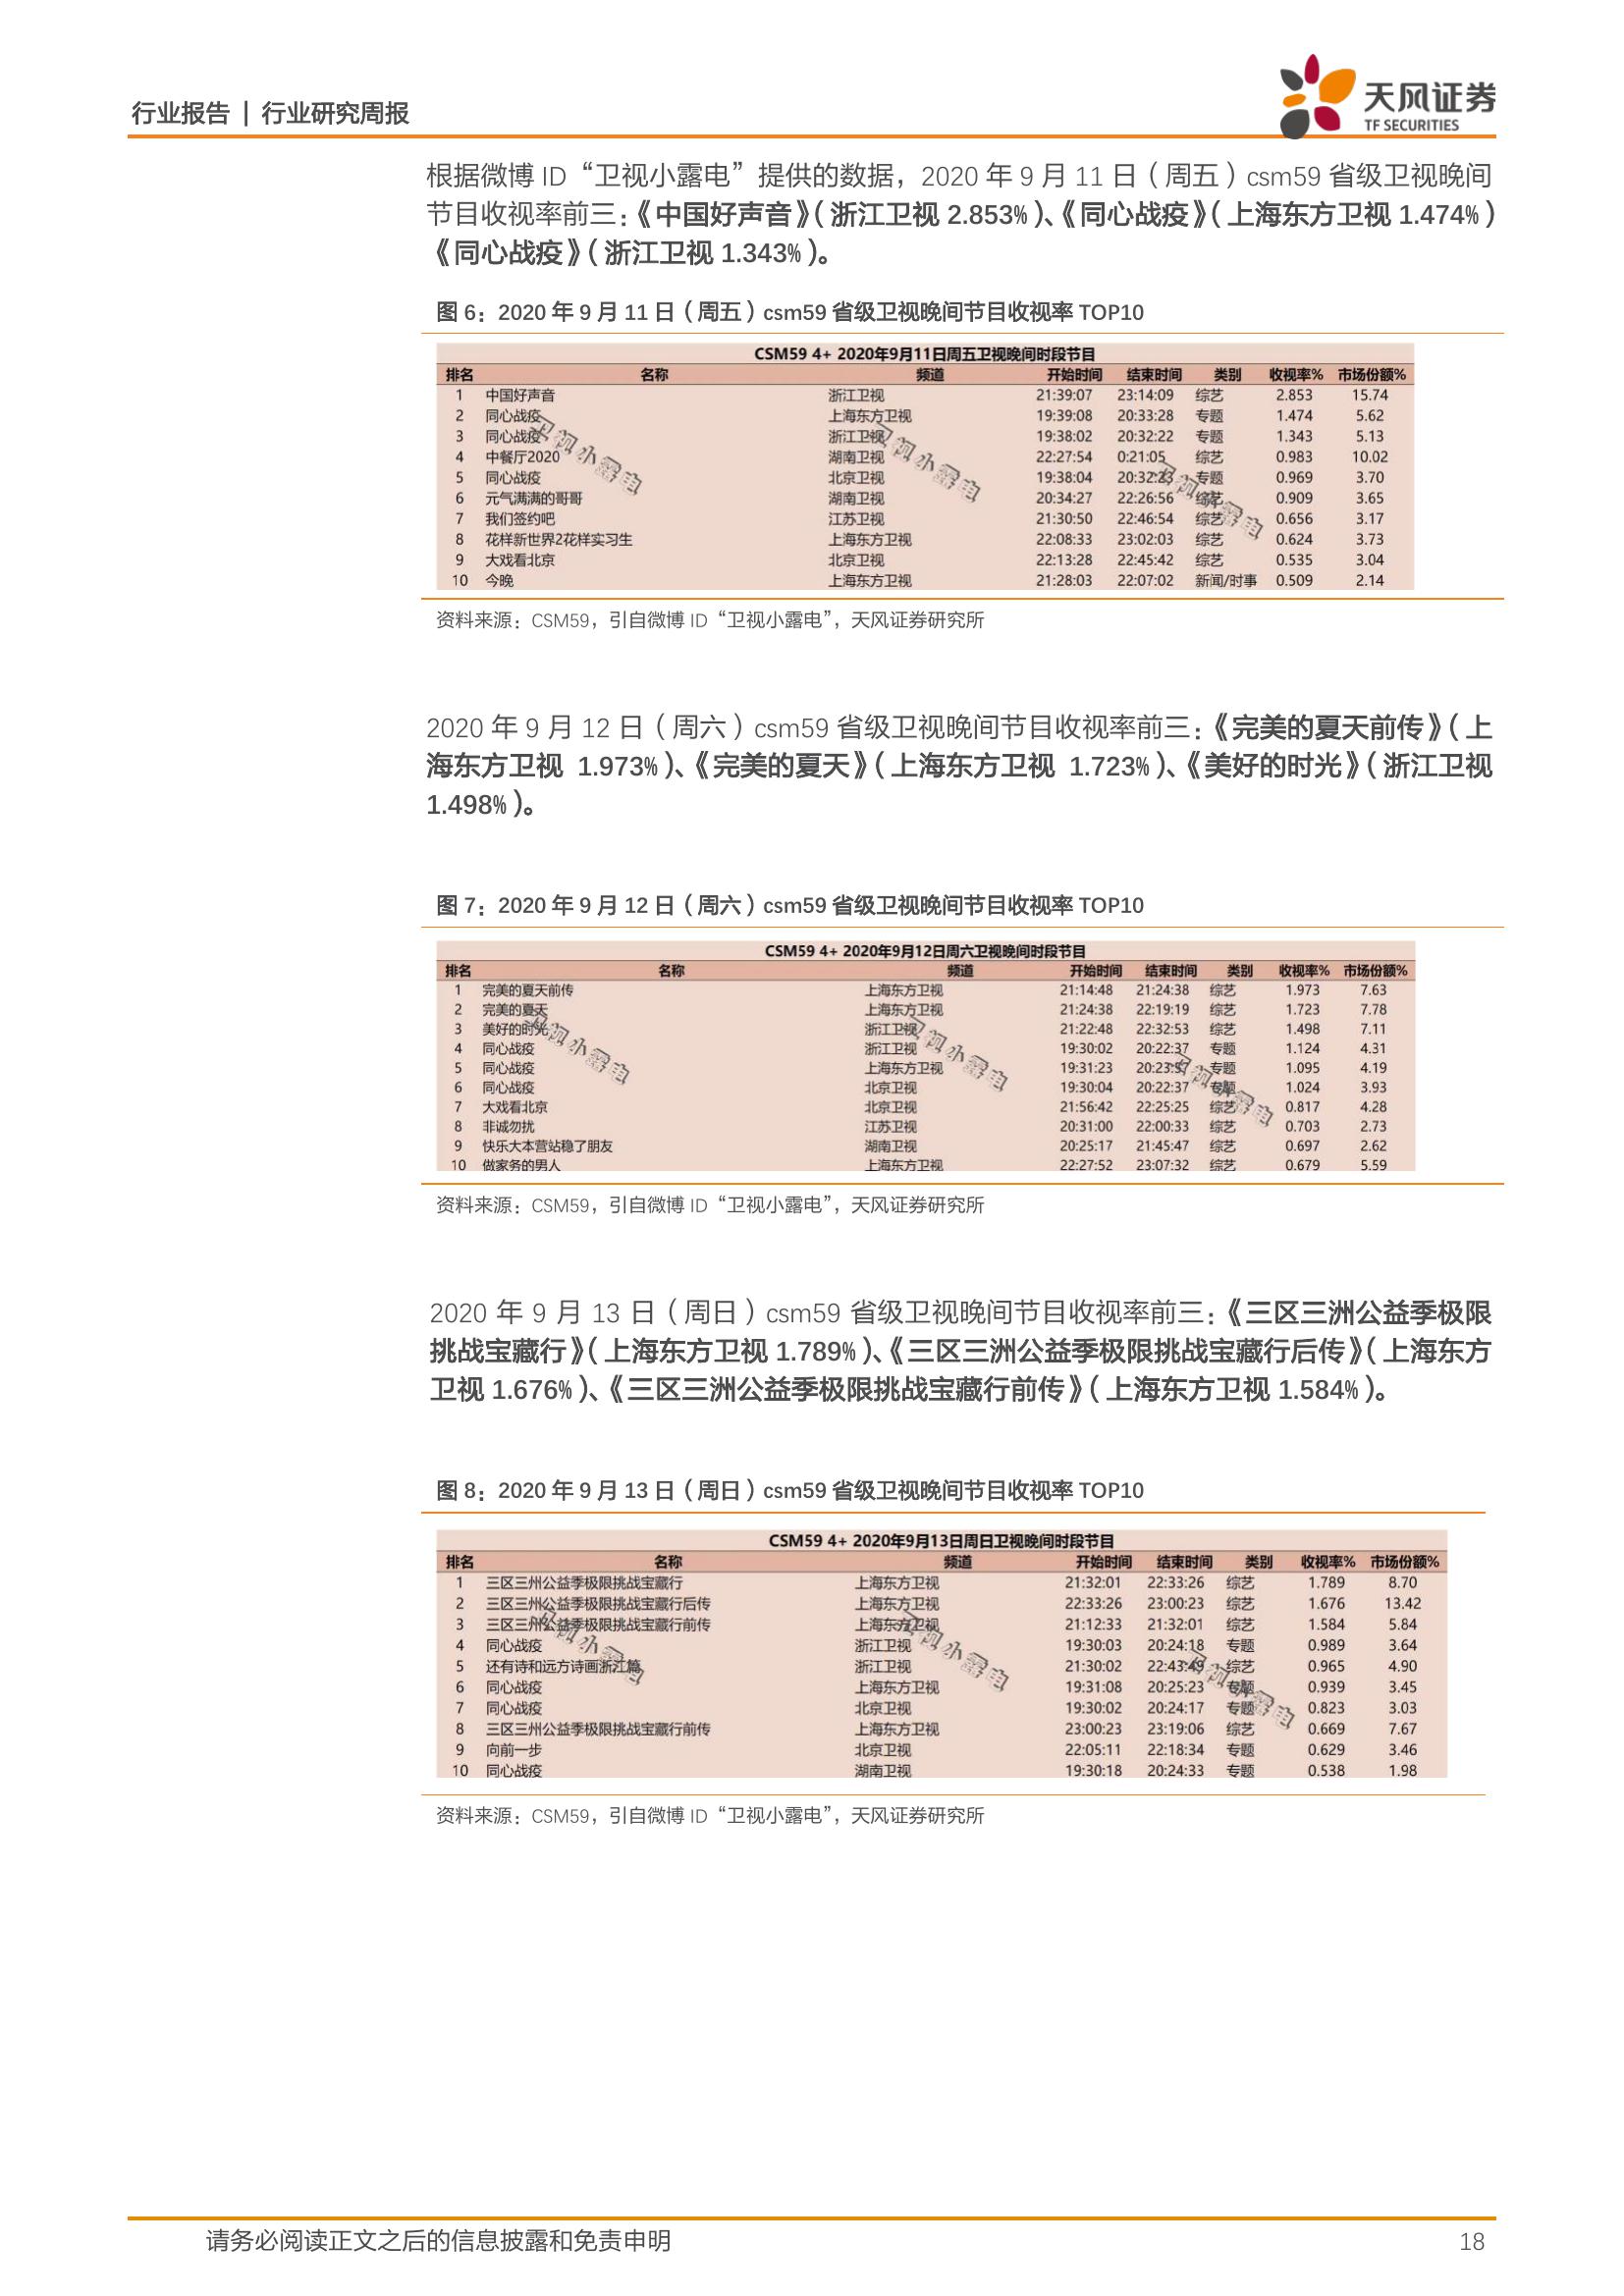 行业报告 | 行业研究周报
天风证券
TF SECURITIES
根据微博 ID“卫视小露电”提供的数据，2020 年 9 月 11 日（周五）csm59 省级卫视晚间
节目收视率前三：《中国好声音》（浙江卫视 2.853%）、《同心战疫》（上海东方卫视 1.474%）
《同心战疫》（浙江卫视 1.343%）。
图 6：2020 年 9 月 11 日（周五）csm59 省级卫视晚间节目收视率 TOP10
CSM59 4+ 2020年9月11日周五卫视晚间时段节目
排名 名称 频道 开始时间 结束时间 类别 收视率% 市场份额%
1 中国好声音 浙江卫视 21:39:07 23:14:09 综艺 2.853 15.74
2 同心战疫 上海东方卫视 19:39:08 20:33:28 专题 1.474 5.62
3 同心战疫 浙江卫视 19:38:02 20:32:22 专题 1.343 5.13
4 中餐厅2020 湖南卫视 22:27:54 0:21:05 综艺 0.983 10.02
5 同心战疫 北京卫视 19:38:04 20:32:23 专题 0.969 3.70
6 元气满满的哥哥 湖南卫视 20:34:27 22:26:56 综艺 0.909 3.65
7 我们签约吧 江苏卫视 21:30:50 22:46:54 综艺 0.656 3.17
8 花样新世界2花样实习生 上海东方卫视 22:08:33 23:02:03 综艺 0.624 3.73
9 大戏看北京 北京卫视 22:13:28 22:45:42 综艺 0.535 3.04
10 今晚 上海东方卫视 21:28:03 22:07:02 新闻/时事 0.509 2.14
卫视小露电 卫视小露电 卫视小露电
资料来源：CSM59，引自微博 ID“卫视小露电”，天风证券研究所
2020 年 9 月 12 日（周六）csm59 省级卫视晚间节目收视率前三：《完美的夏天前传》（上
海东方卫视 1.973%）、《完美的夏天》（上海东方卫视 1.723%）、《美好的时光》（浙江卫视
1.498%）。
图 7：2020 年 9 月 12 日（周六）csm59 省级卫视晚间节目收视率 TOP10
CSM59 4+ 2020年9月12日周六卫视晚间时段节目
排名 名称 频道 开始时间 结束时间 类别 收视率% 市场份额%
1 完美的夏天前传 上海东方卫视 21:14:48 21:24:38 综艺 1.973 7.63
2 完美的夏天 上海东方卫视 21:24:38 22:19:19 综艺 1.723 7.78
3 美好的时光 浙江卫视 21:22:48 22:32:53 综艺 1.498 7.11
4 同心战疫 浙江卫视 19:30:02 20:22:37 专题 1.124 4.31
5 同心战疫 上海东方卫视 19:31:23 20:23:57 专题 1.095 4.19
6 同心战疫 北京卫视 19:30:04 20:22:37 专题 1.024 3.93
7 大戏看北京 北京卫视 21:56:42 22:25:25 综艺 0.817 4.28
8 非诚勿扰 江苏卫视 20:31:00 22:00:33 综艺 0.703 2.73
9 快乐大本营站稳了朋友 湖南卫视 20:25:17 21:45:47 综艺 0.697 2.62
10 做家务的男人 上海东方卫视 22:27:52 23:07:32 综艺 0.679 5.59
卫视小露电 卫视小露电 卫视小露电
资料来源：CSM59，引自微博 ID“卫视小露电”，天风证券研究所
2020 年 9 月 13 日（周日）csm59 省级卫视晚间节目收视率前三：《三区三洲公益季极限
挑战宝藏行》（上海东方卫视 1.789%）、《三区三洲公益季极限挑战宝藏行后传》（上海东方
卫视 1.676%）、《三区三洲公益季极限挑战宝藏行前传》（上海东方卫视 1.584%）。
图 8：2020 年 9 月 13 日（周日）csm59 省级卫视晚间节目收视率 TOP10
CSM59 4+ 2020年9月13日周日卫视晚间时段节目
排名 名称 频道 开始时间 结束时间 类别 收视率% 市场份额%
1 三区三州公益季极限挑战宝藏行 上海东方卫视 21:32:01 22:33:26 综艺 1.789 8.70
2 三区三州公益季极限挑战宝藏行后传 上海东方卫视 22:33:26 23:00:23 综艺 1.676 13.42
3 三区三州公益季极限挑战宝藏行前传 上海东方卫视 21:12:33 21:32:01 综艺 1.584 5.84
4 同心战疫 浙江卫视 19:30:03 20:24:18 专题 0.989 3.64
5 还有诗和远方诗画浙江篇 浙江卫视 21:30:02 22:43:49 综艺 0.965 4.90
6 同心战疫 上海东方卫视 19:31:08 20:25:23 专题 0.939 3.45
7 同心战疫 北京卫视 19:30:02 20:24:17 专题 0.823 3.03
8 三区三州公益季极限挑战宝藏行前传 上海东方卫视 23:00:23 23:19:06 综艺 0.669 7.67
9 向前一步 北京卫视 22:05:11 22:18:34 专题 0.629 3.46
10 同心战疫 湖南卫视 19:30:18 20:24:33 专题 0.538 1.98
卫视小露电 卫视小露电 卫视小露电
资料来源：CSM59，引自微博 ID“卫视小露电”，天风证券研究所
请务必阅读正文之后的信息披露和免责申明 18